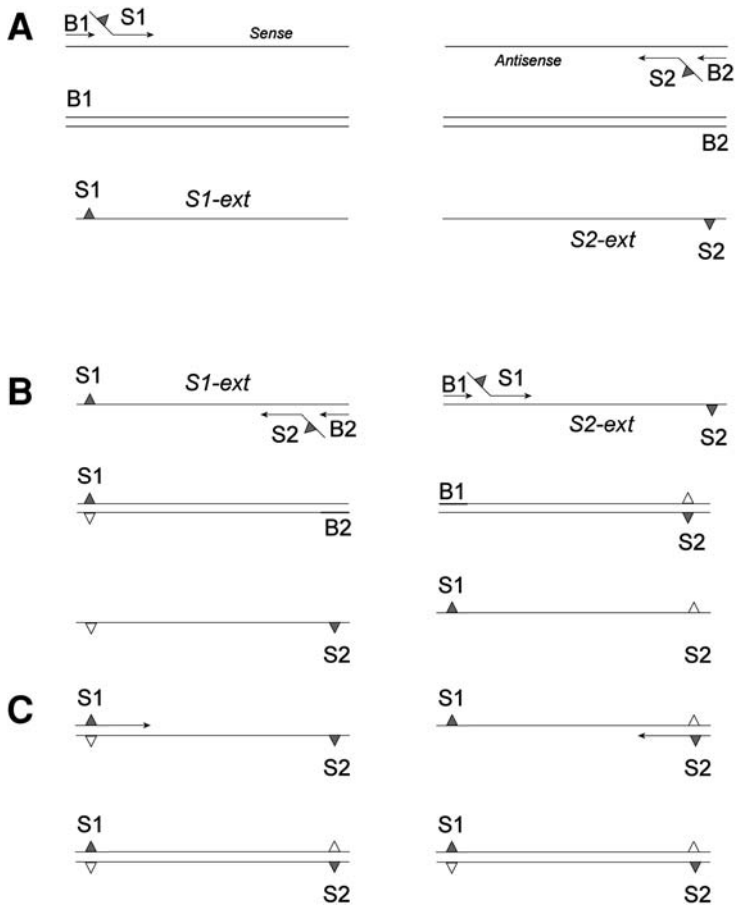 A B1 S1 Sense
Antisense S2 B2
B1
B2
S1 S1-ext
S2-ext S2
B S1 S1-ext B1 S1
S2 B2 S2-ext S2
S1 B1
B2 S2
S1
S2 S2
C S1 S1
S2 S2
S1 S1
S2 S2